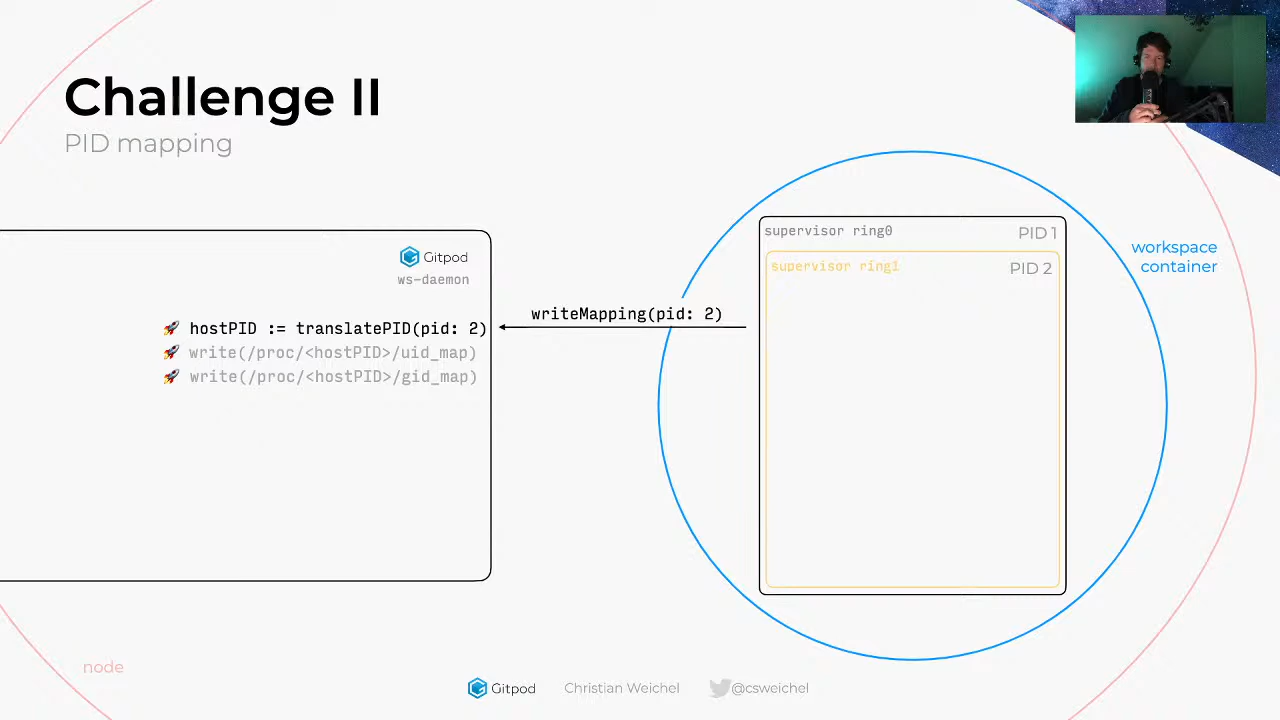 Challenge II
PID mapping
Gitpod
ws-daemon
🚀 hostPID := translatePID(pid: 2)
🚀 write(/proc/<hostPID>/uid_map)
🚀 write(/proc/<hostPID>/gid_map)
writeMapping(pid: 2)
supervisor ring0
PID 1
supervisor ring1
PID 2
workspace
container
node
Gitpod
Christian Weichel
@csweichel